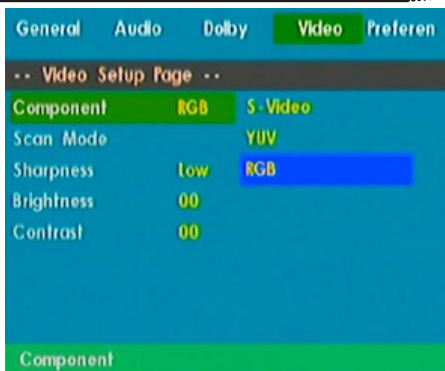 General Audio Dolby Video Preferen
-- Video Setup Page --
Component RGB S-Video
Scan Mode YUV
Sharpness Low RGB
Brightness 00
Contrast 00
Component